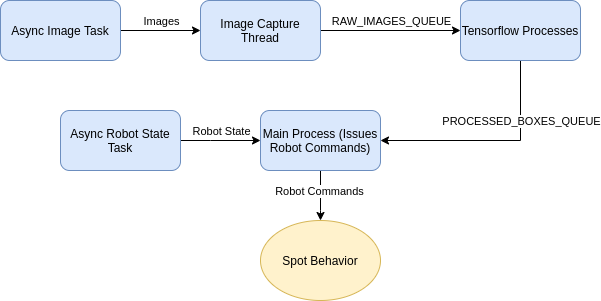 Async Image Task
Images
Image Capture
Thread
RAW_IMAGES_QUEUE
Tensorflow Processes
PROCESSED_BOXES_QUEUE
Async Robot State
Task
Robot State
Main Process (Issues
Robot Commands)
Robot Commands
Spot Behavior